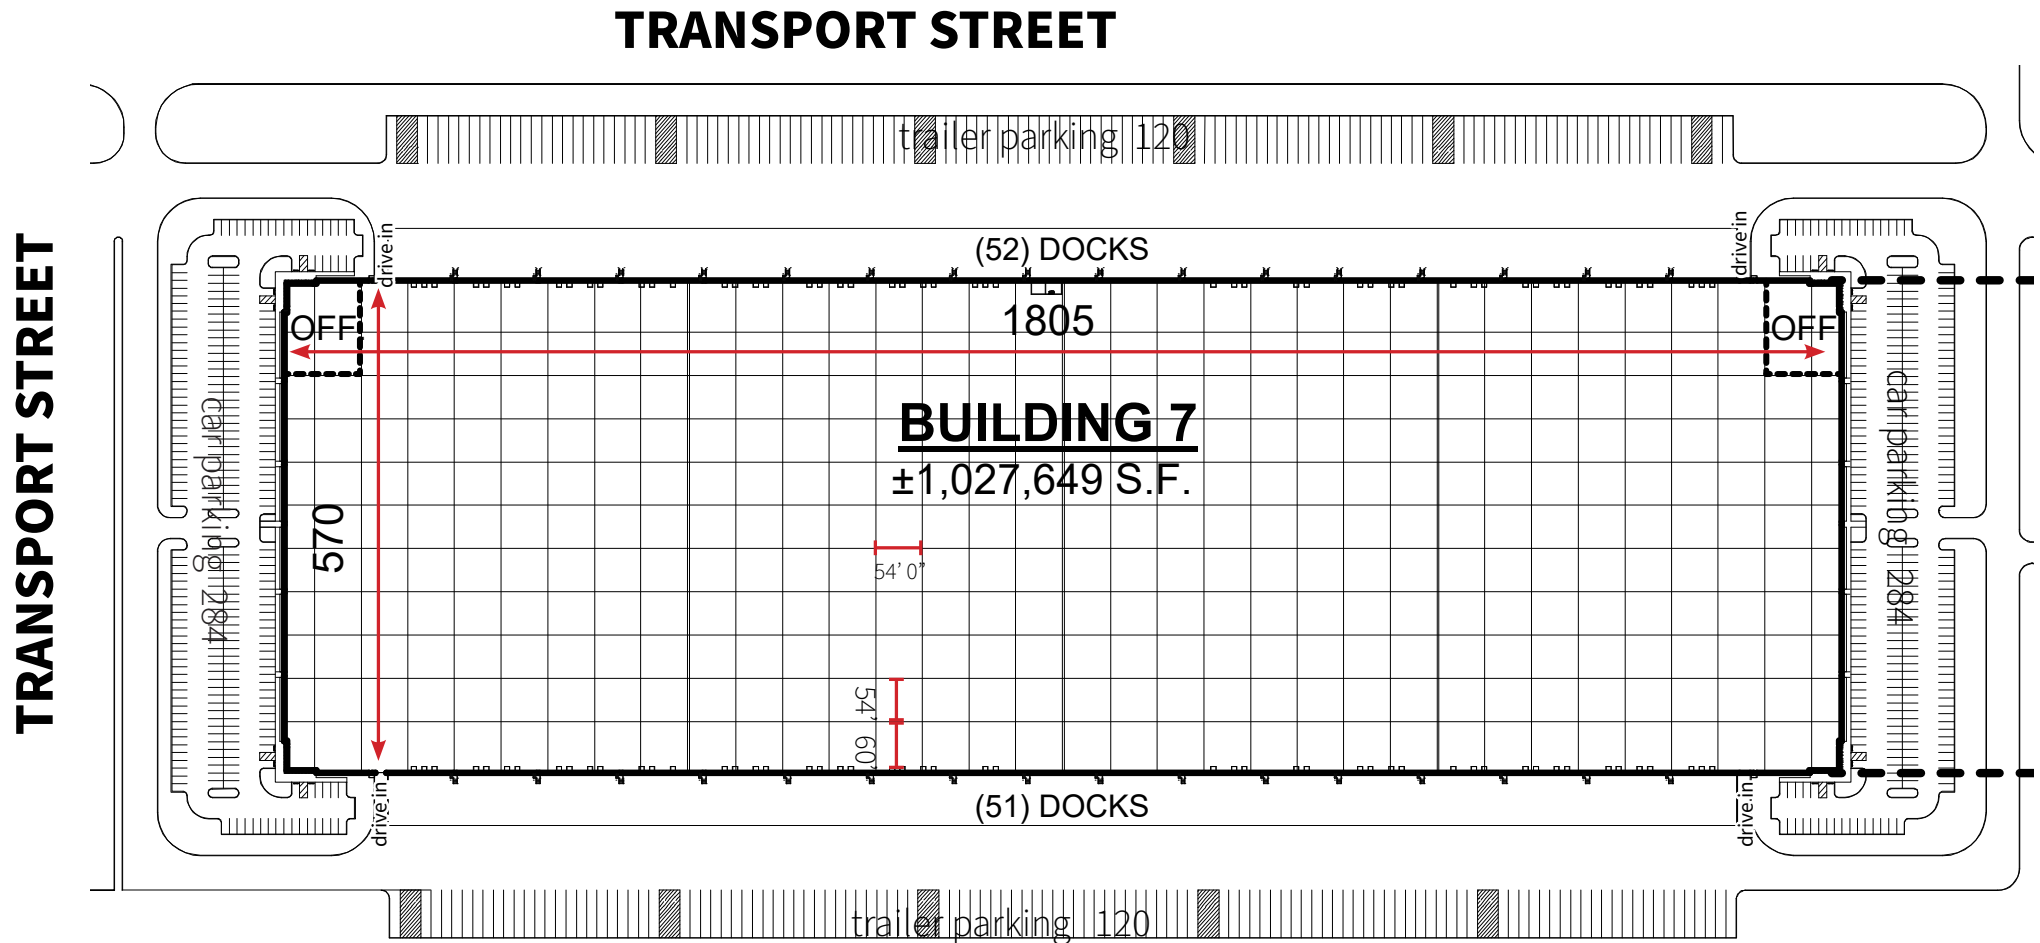 TRANSPORT STREET
trailer parking 120
TRANSPORT STREET
drive in
(52) DOCKS
drive in
OFF
1805
OFF
BUILDING 7
±1,027,649 S.F.
car parking 284
570
54' 0"
car parking 284
54'
60'
drive in
(51) DOCKS
drive in
trailer parking 120